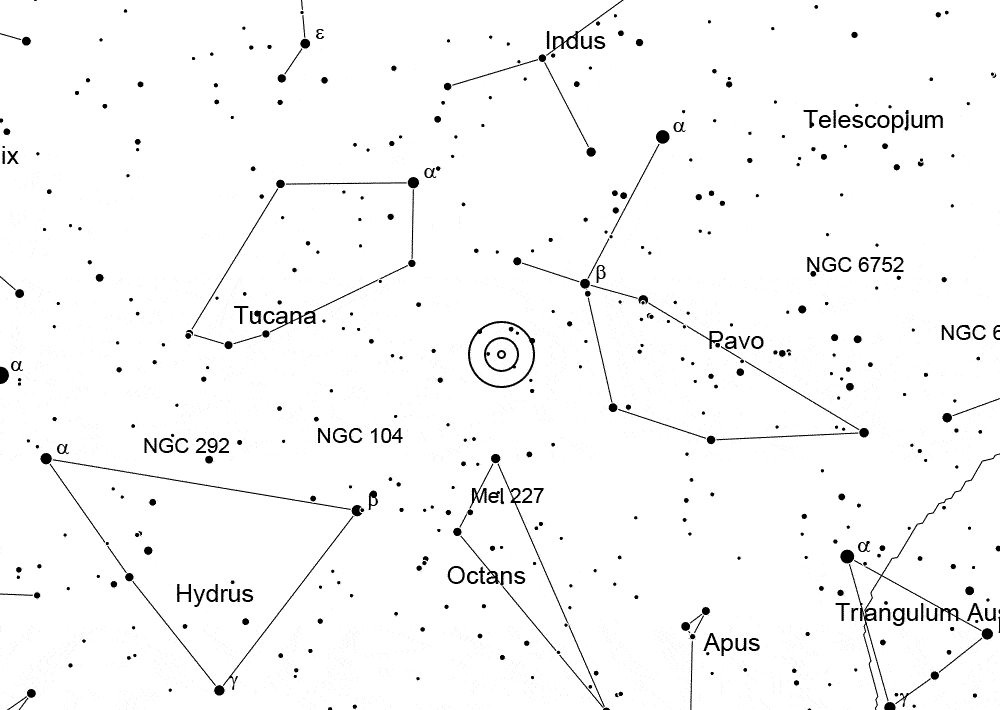 ε
Indus
α
Telescopium
ix
α
β
NGC 6752
Tucana
Pavo
NGC 6
α
α
NGC 292
NGC 104
Mel 227
β
α
Octans
Hydrus
Triangulum Aus
Apus
γ
γ